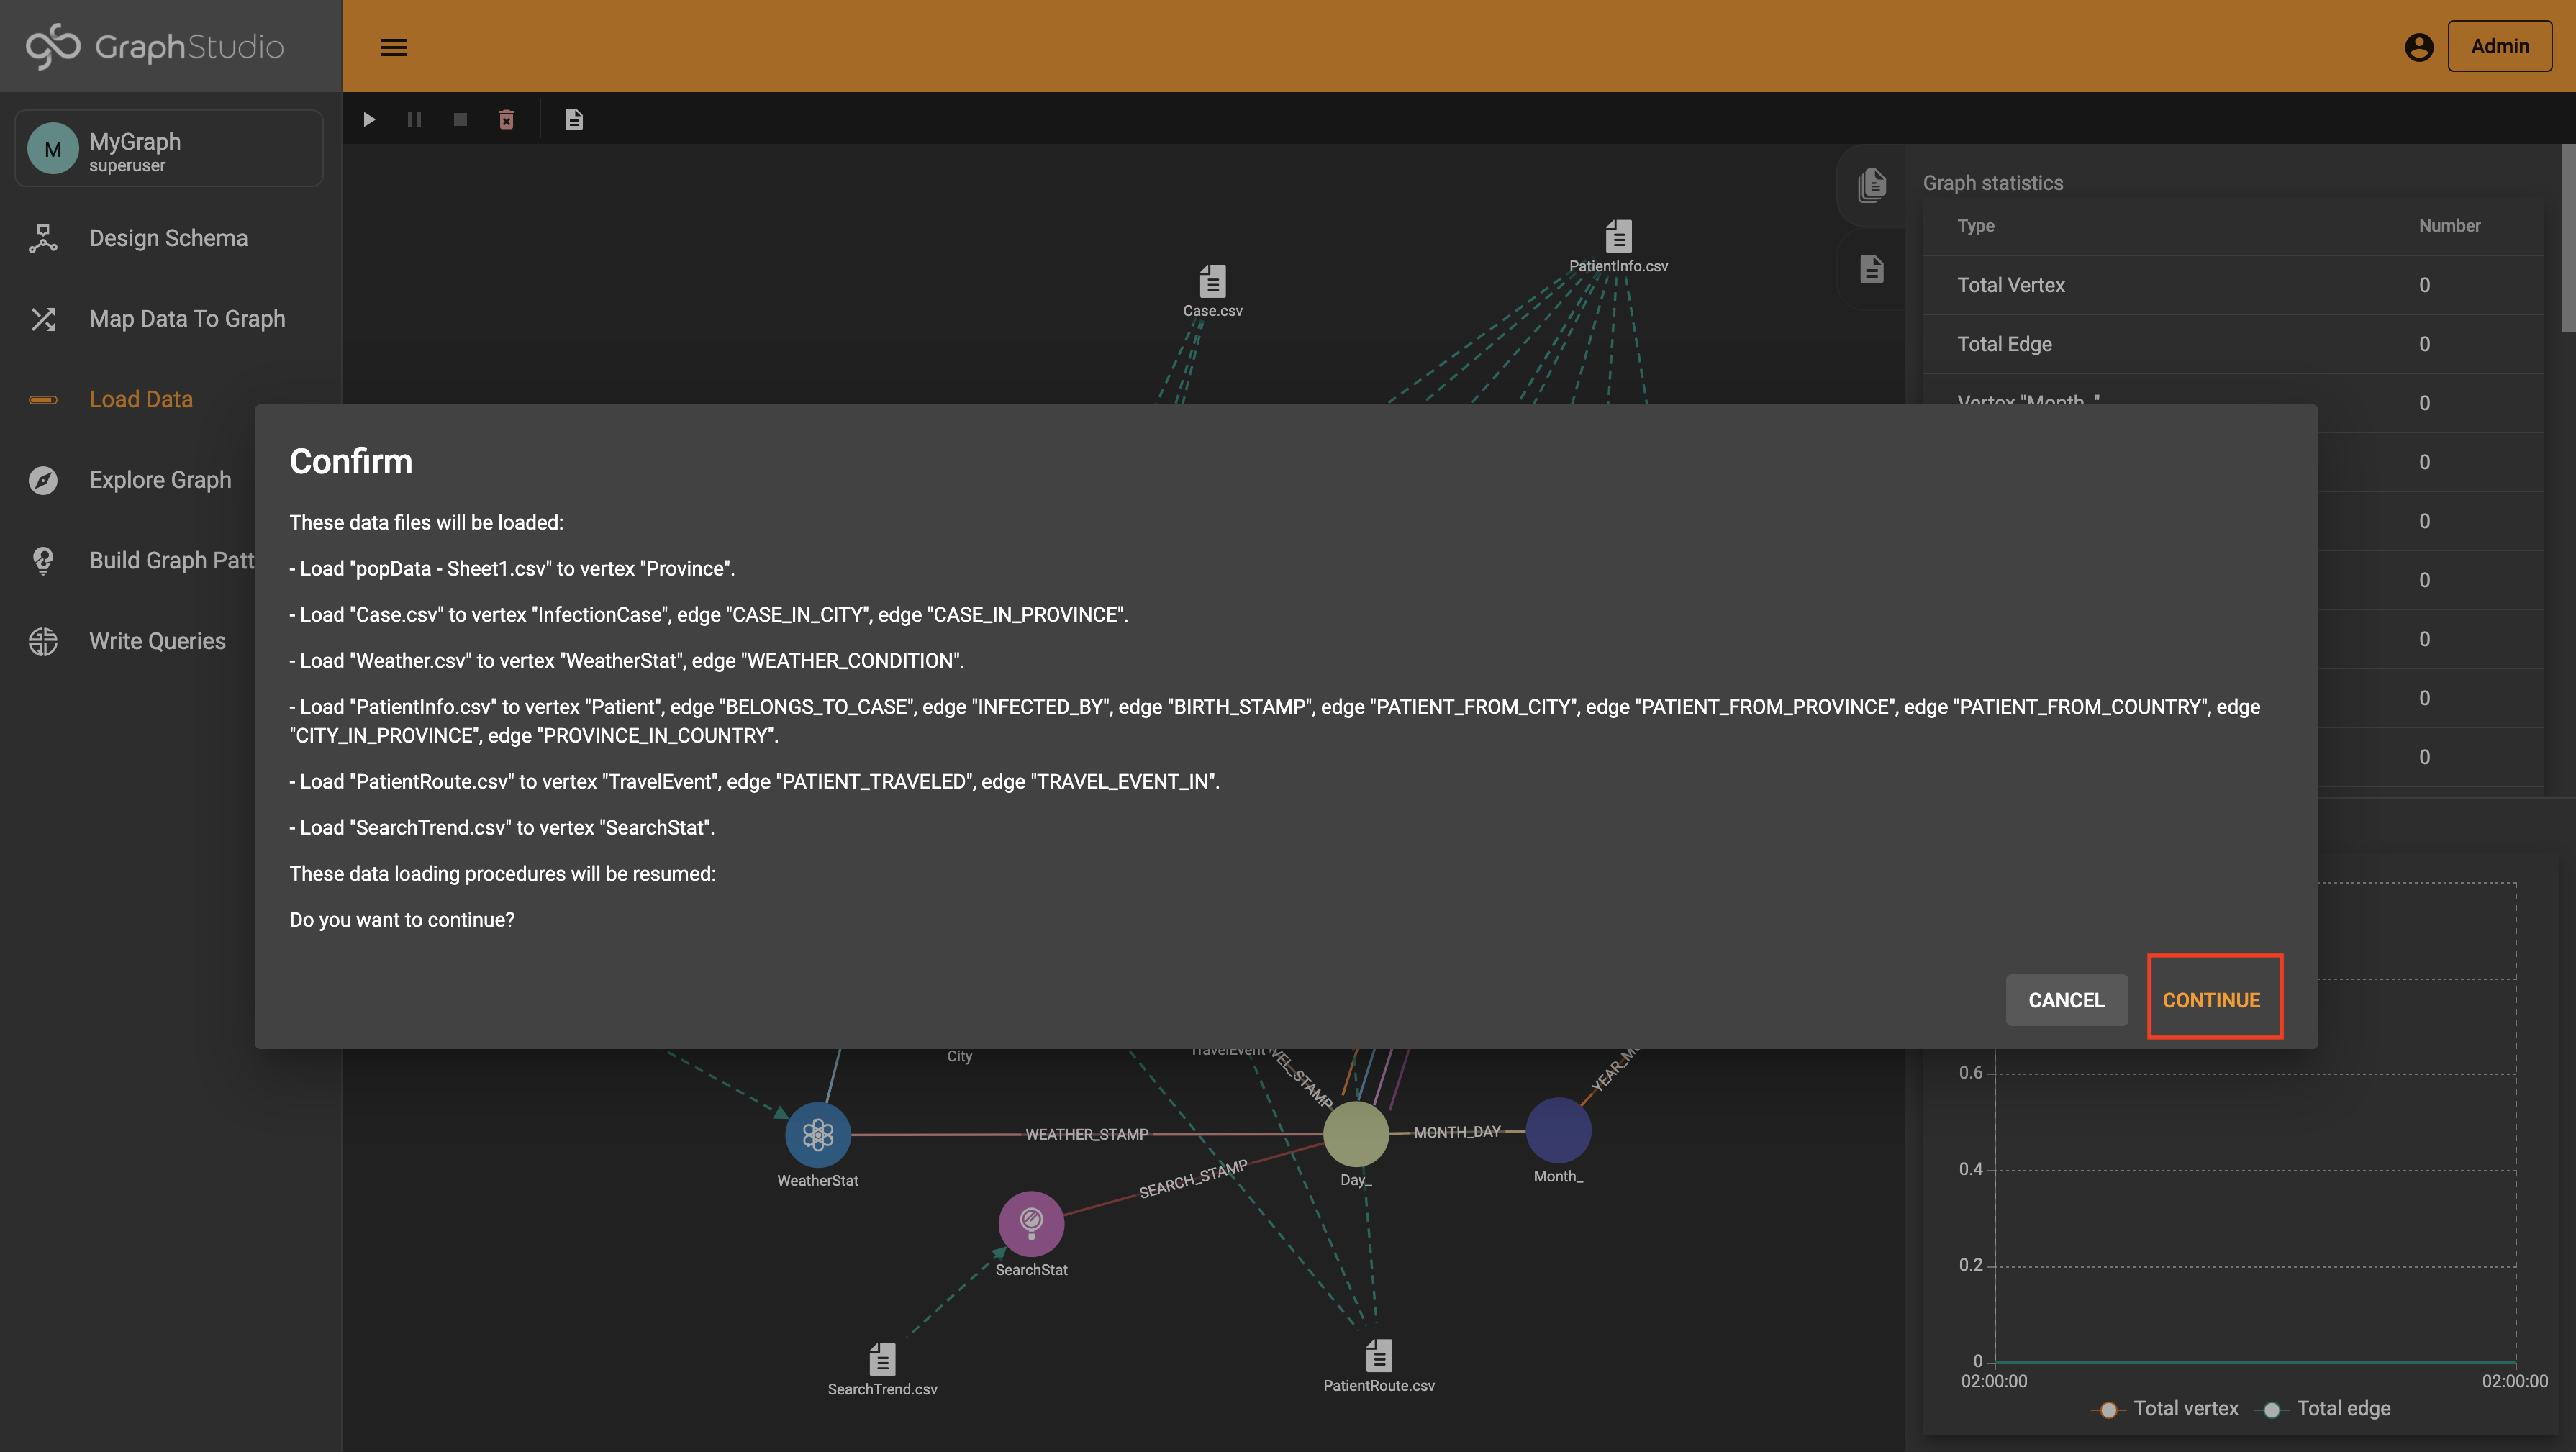 GraphStudio
Admin
MyGraph
superuser
M
Design Schema
Map Data To Graph
Load Data
Explore Graph
Build Graph Patt
Write Queries
Case.csv
PatientInfo.csv
Graph statistics
Type Number
Total Vertex 0
Total Edge 0
Vertex "Month_" 0
0
0
0
0
0
0
Confirm
These data files will be loaded:
- Load "popData - Sheet1.csv" to vertex "Province".
- Load "Case.csv" to vertex "InfectionCase", edge "CASE_IN_CITY", edge "CASE_IN_PROVINCE".
- Load "Weather.csv" to vertex "WeatherStat", edge "WEATHER_CONDITION".
- Load "PatientInfo.csv" to vertex "Patient", edge "BELONGS_TO_CASE", edge "INFECTED_BY", edge "BIRTH_STAMP", edge "PATIENT_FROM_CITY", edge "PATIENT_FROM_PROVINCE", edge "PATIENT_FROM_COUNTRY", edge
"CITY_IN_PROVINCE", edge "PROVINCE_IN_COUNTRY".
- Load "PatientRoute.csv" to vertex "TravelEvent", edge "PATIENT_TRAVELED", edge "TRAVEL_EVENT_IN".
- Load "SearchTrend.csv" to vertex "SearchStat".
These data loading procedures will be resumed:
Do you want to continue?
CANCEL CONTINUE
City
TravelEvent
VEL_STAMP
YEAR_M
WEATHER_STAMP
MONTH_DAY
SEARCH_STAMP
WeatherStat
Day_
Month_
SearchStat
SearchTrend.csv
PatientRoute.csv
0.6
0.4
0.2
0
02:00:00 02:00:00
Total vertex Total edge